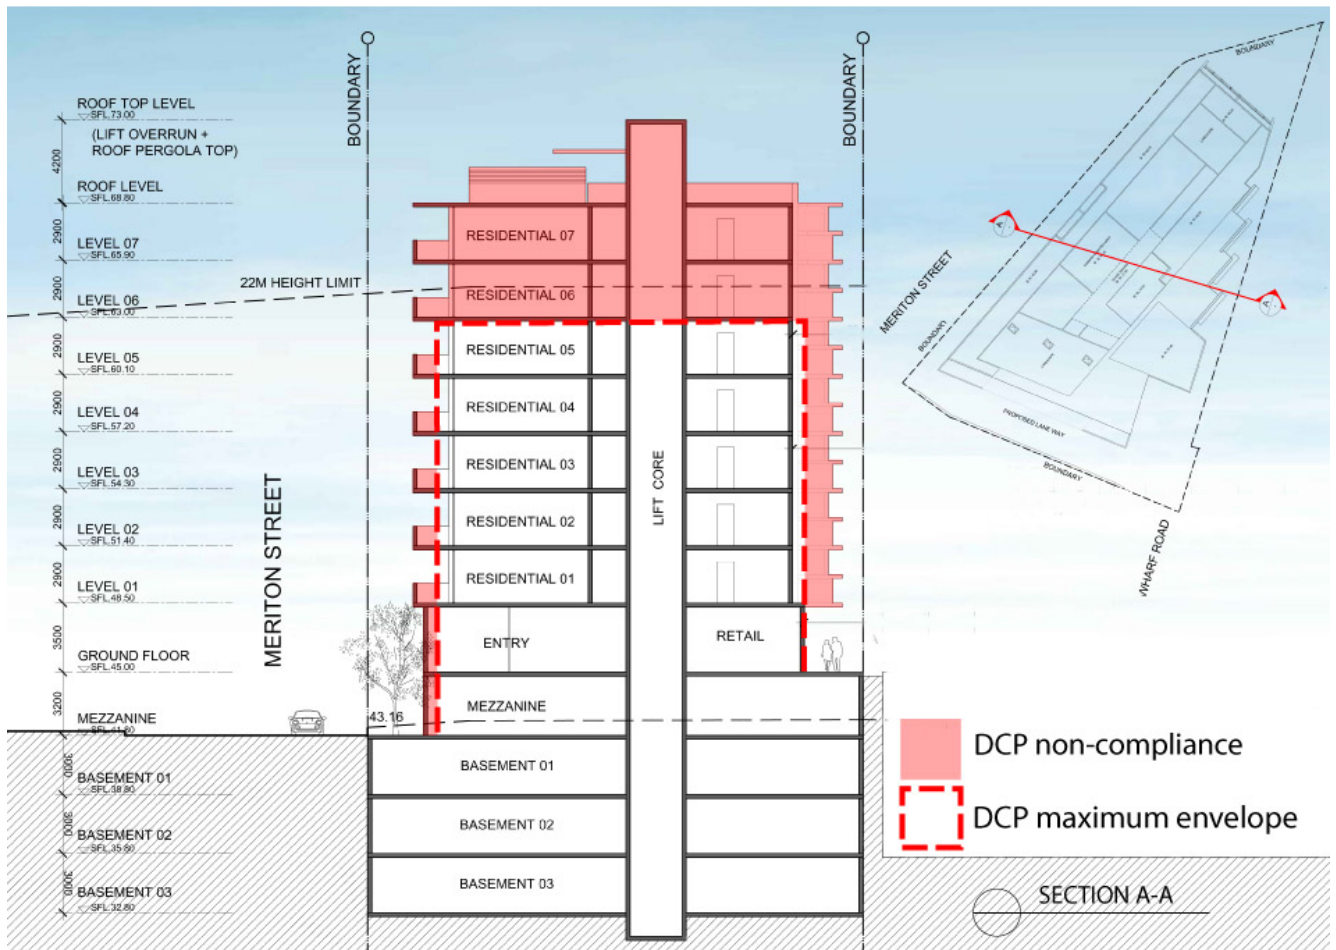 ROOF TOP LEVEL
SFL.73.00
(LIFT OVERRUN +
ROOF PERGOLA TOP)
4200
ROOF LEVEL
SFL.68.80
2900
LEVEL 07
SFL.65.90
2900
LEVEL 06
SFL.63.00
2900
LEVEL 05
SFL.60.10
2900
LEVEL 04
SFL.57.20
2900
LEVEL 03
SFL.54.30
2900
LEVEL 02
SFL.51.40
2900
LEVEL 01
SFL.48.50
3500
GROUND FLOOR
SFL.45.00
3200
MEZZANINE
3000
BASEMENT 01
SFL.38.80
3000
BASEMENT 02
SFL.35.80
3000
BASEMENT 03
SFL.32.80
MERITON STREET
BOUNDARY
22M HEIGHT LIMIT
43.16
RESIDENTIAL 07
RESIDENTIAL 06
RESIDENTIAL 05
RESIDENTIAL 04
RESIDENTIAL 03
RESIDENTIAL 02
RESIDENTIAL 01
ENTRY
RETAIL
MEZZANINE
BASEMENT 01
BASEMENT 02
BASEMENT 03
LIFT CORE
BOUNDARY
BOUNDARY
MERITON STREET
BOUNDARY
A
A
PROPOSED LANE WAY
BOUNDARY
WHARF ROAD
DCP non-compliance
DCP maximum envelope
SECTION A-A